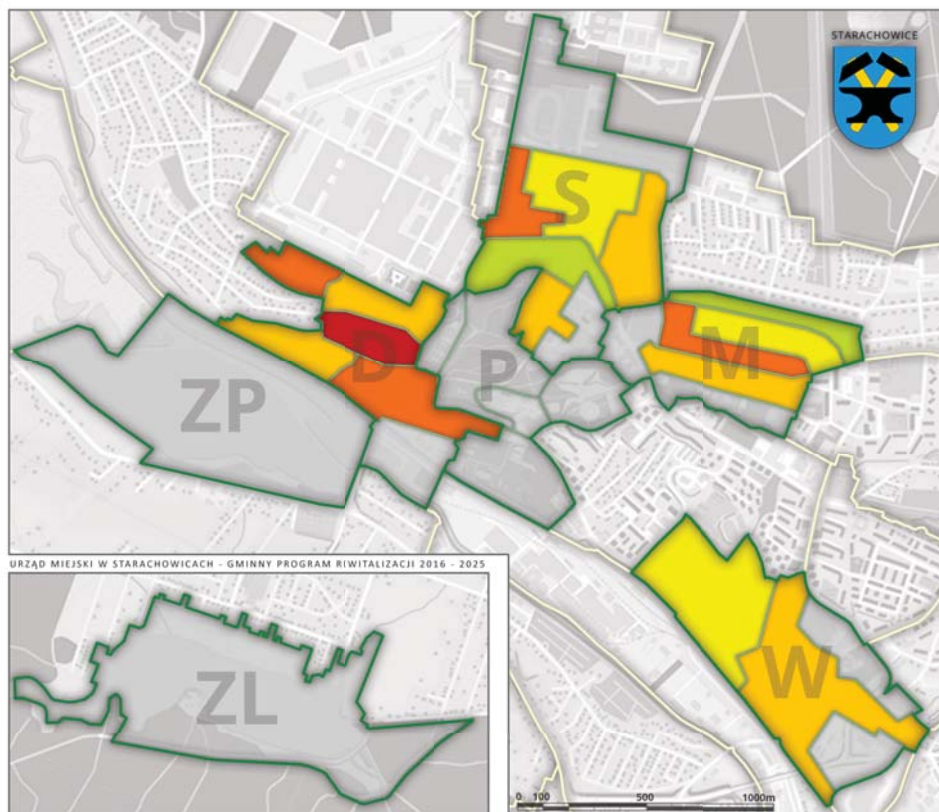 STARACHOWICE
S
D
P
M
ZP
URZĄD MIEJSKI W STARACHOWICACH - GMINNY PROGRAM RIWITALIZACJI 2016 - 2025
ZL
I
W
0 100 500 1000m